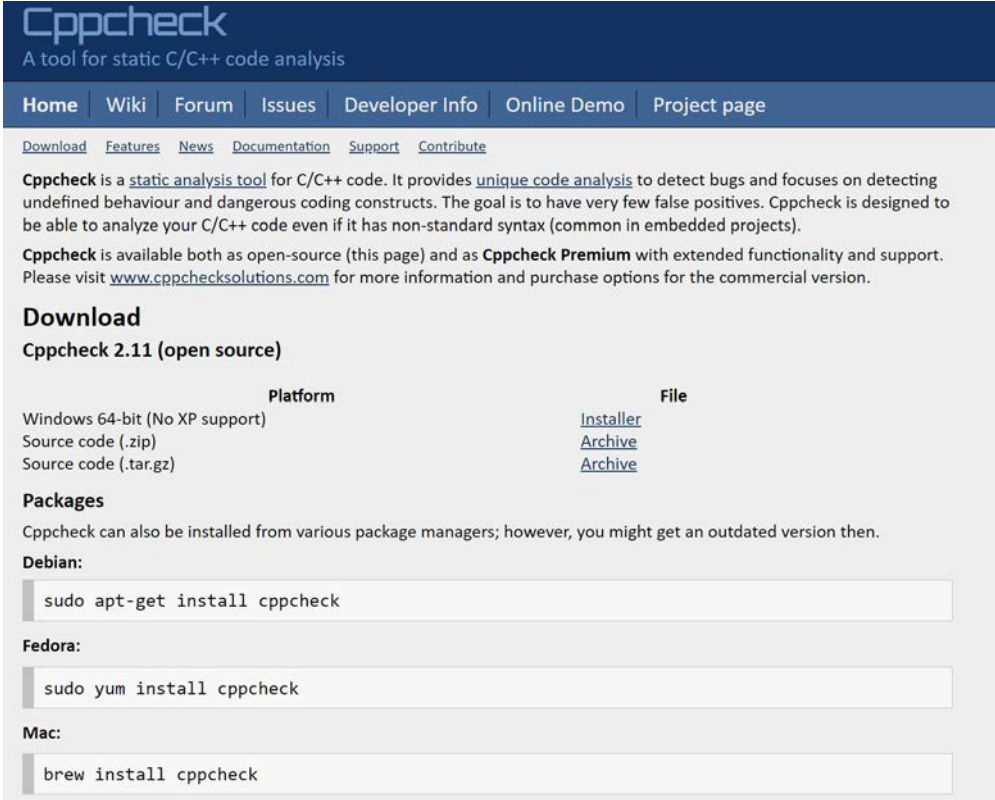 Cppcheck
A tool for static C/C++ code analysis
Home Wiki Forum Issues Developer Info Online Demo Project page
Download Features News Documentation Support Contribute
Cppcheck is a static analysis tool for C/C++ code. It provides unique code analysis to detect bugs and focuses on detecting
undefined behaviour and dangerous coding constructs. The goal is to have very few false positives. Cppcheck is designed to
be able to analyze your C/C++ code even if it has non-standard syntax (common in embedded projects).
Cppcheck is available both as open-source (this page) and as Cppcheck Premium with extended functionality and support.
Please visit www.cppchecksolutions.com for more information and purchase options for the commercial version.
Download
Cppcheck 2.11 (open source)
Platform File
Windows 64-bit (No XP support) Installer
Source code (.zip) Archive
Source code (.tar.gz) Archive
Packages
Cppcheck can also be installed from various package managers; however, you might get an outdated version then.
Debian:
sudo apt-get install cppcheck
Fedora:
sudo yum install cppcheck
Mac:
brew install cppcheck